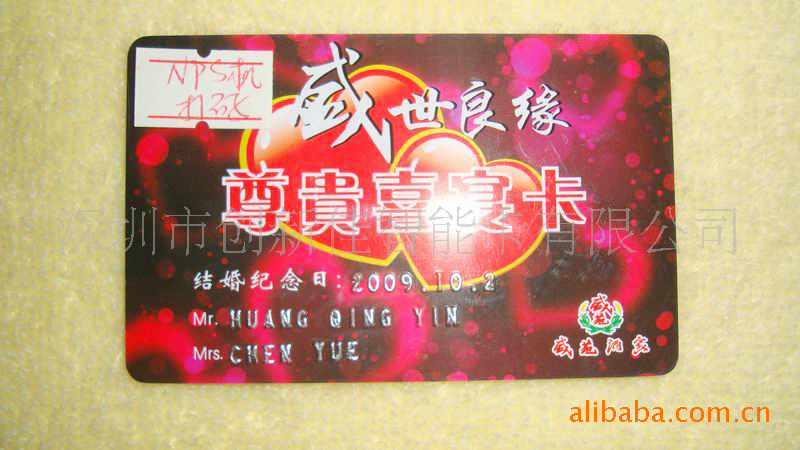 NPS机
盛世良缘
尊貴喜宴卡
深圳市创新佳智能卡有限公司
结婚纪念日:2009.10.2
Mr. HUANG QING YIN
Mrs. CHEN YUE
盛苑酒家
alibaba.com.cn